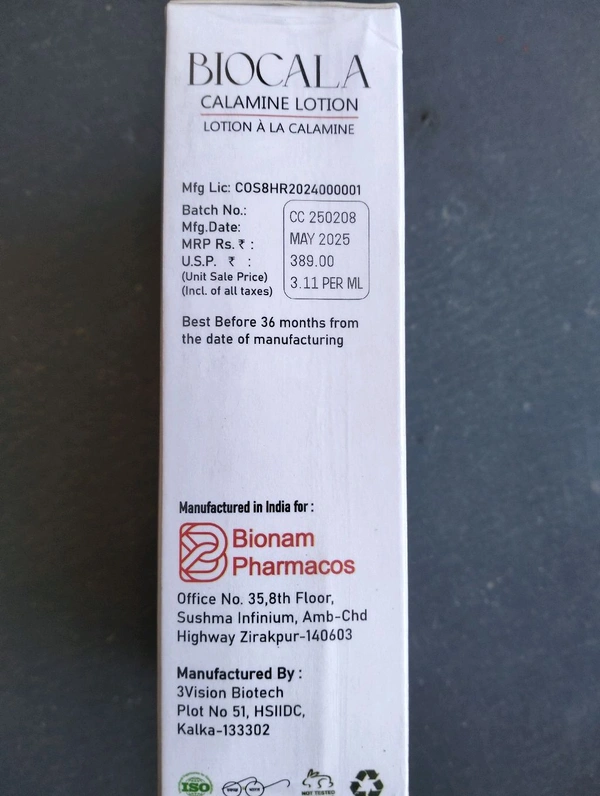 BIOCALA
CALAMINE LOTION
LOTION À LA CALAMINE
Mfg Lic: COS8HR2024000001
Batch No.: CC 250208
Mfg.Date: MAY 2025
MRP Rs. ₹ : 389.00
U.S.P. ₹ : 3.11 PER ML
(Unit Sale Price)
(Incl. of all taxes)
Best Before 36 months from
the date of manufacturing
Manufactured in India for :
Bionam
Pharmacos
Office No. 35,8th Floor,
Sushma Infinium, Amb-Chd
Highway Zirakpur-140603
Manufactured By :
3Vision Biotech
Plot No 51, HSIIDC,
Kalka-133302
ISO
NOT TESTED